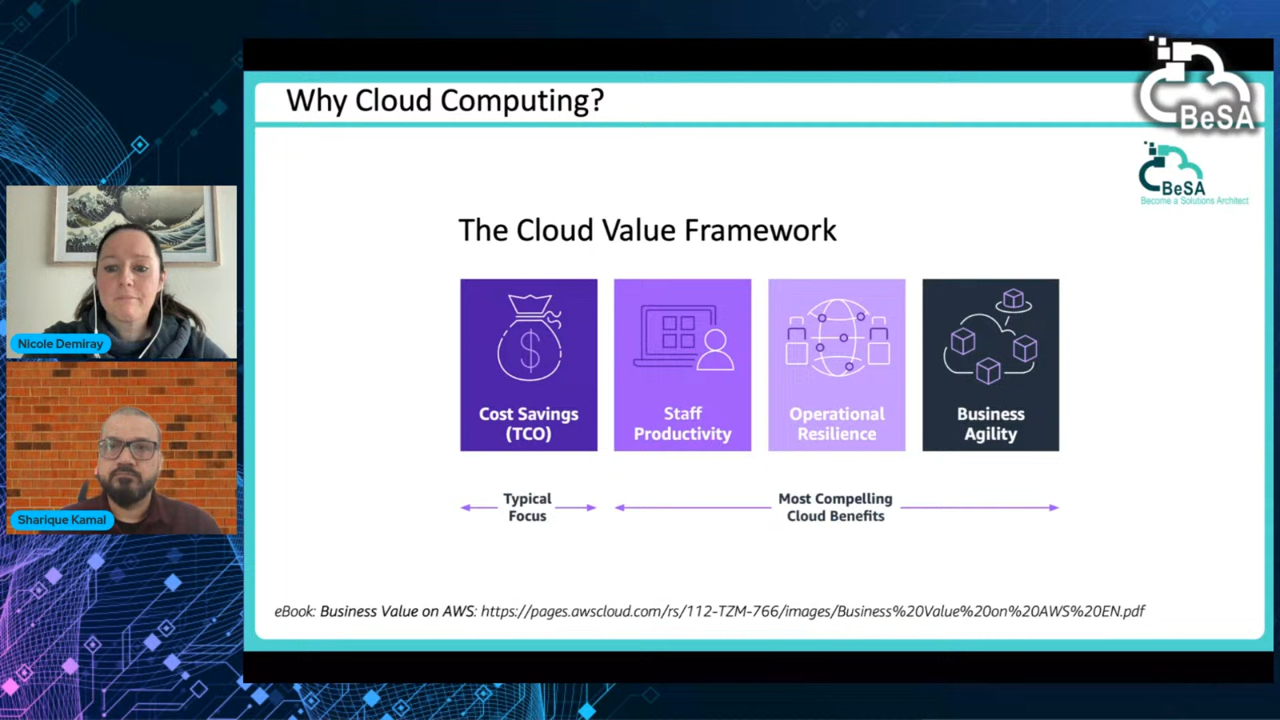 Why Cloud Computing?
BeSA
BeSA
Become a Solutions Architect
The Cloud Value Framework
$
Cost Savings
(TCO)
Staff
Productivity
Operational
Resilience
Business
Agility
Typical
Focus
Most Compelling
Cloud Benefits
eBook: Business Value on AWS: https://pages.awscloud.com/rs/112-TZM-766/images/Business%20Value%20on%20AWS%20EN.pdf
Nicole Demiray
Sharique Kamal